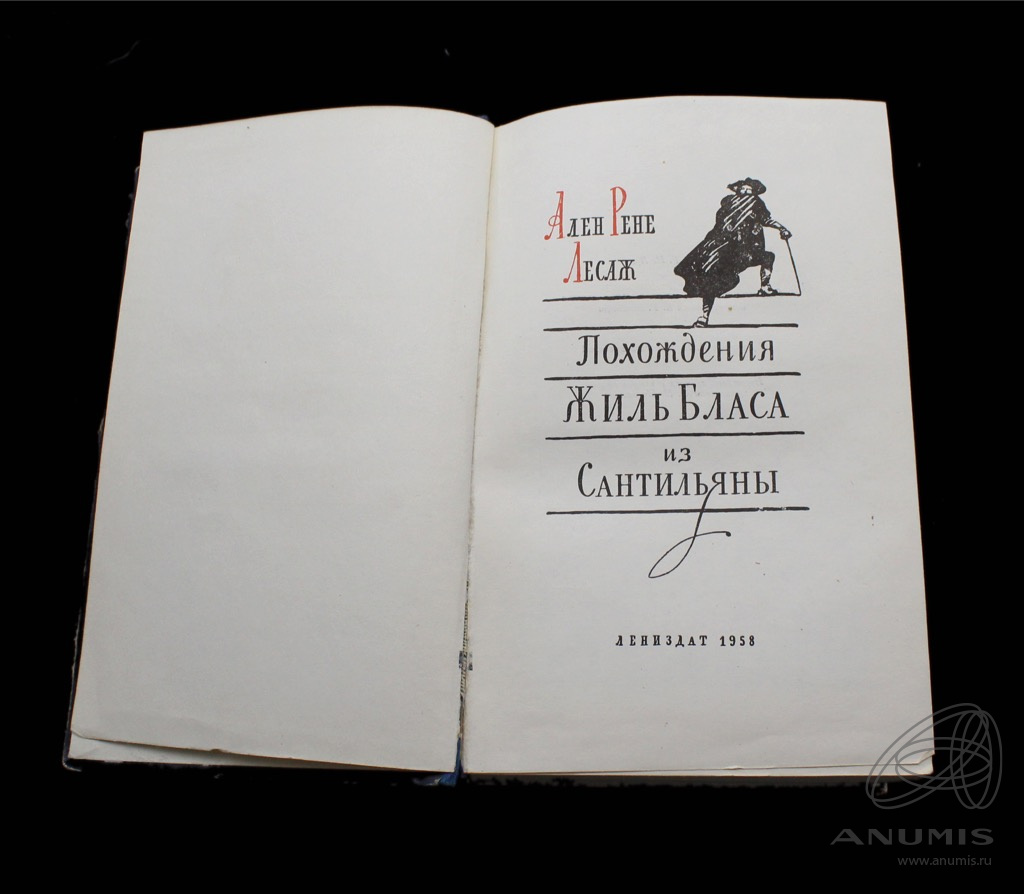 Ален Рене
Лесаж
Похождения
Жиль Бласа
из
Сантильяны
ЛЕНИЗДАТ 1958
ANUMIS
www.anumis.ru